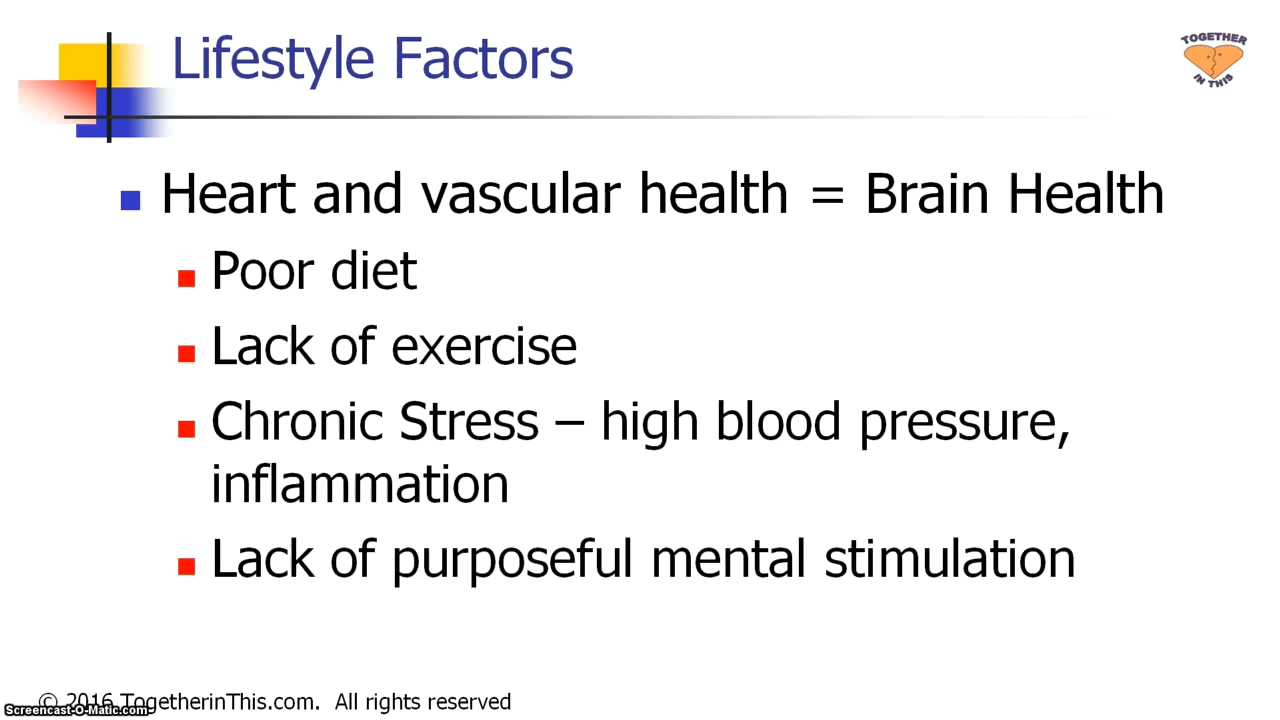 Lifestyle Factors
TOGETHER
IN THIS
Heart and vascular health = Brain Health
Poor diet
Lack of exercise
Chronic Stress – high blood pressure,
inflammation
Lack of purposeful mental stimulation
© 2016 TogetherinThis.com. All rights reserved
Screencast-O-Matic.com